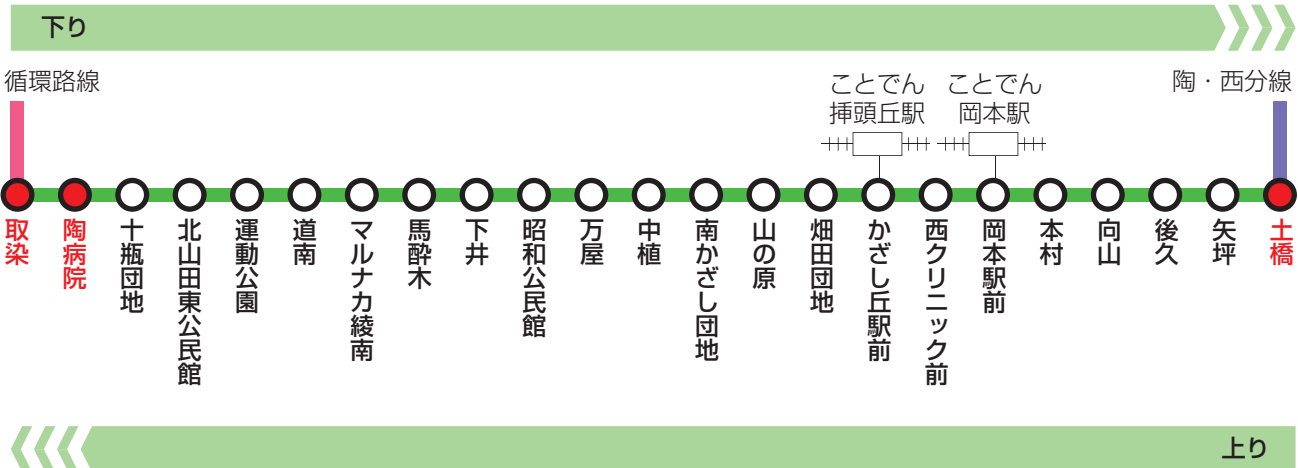 下り
循環路線
ことでん
挿頭丘駅
ことでん
岡本駅
陶・西分線
取染
陶病院
十瓶団地
北山田東公民館
運動公園
道南
マルナカ綾南
馬酔木
下井
昭和公民館
万屋
中植
南かざし団地
山の原
畑田団地
かざし丘駅前
西クリニック前
岡本駅前
本村
向山
後久
矢坪
土橋
上り